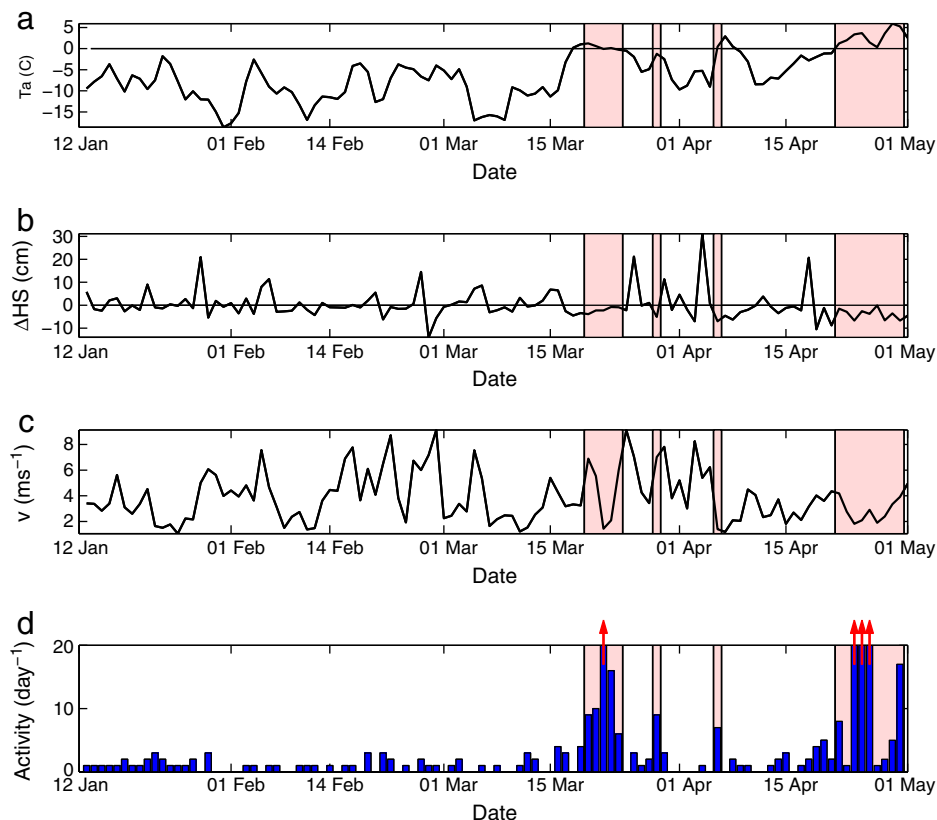 a
Ta (C)
5
0
−5
−10
−15
12 Jan 01 Feb 14 Feb 01 Mar 15 Mar 01 Apr 15 Apr 01 May
Date
b
ΔHS (cm)
30
20
10
0
−10
12 Jan 01 Feb 14 Feb 01 Mar 15 Mar 01 Apr 15 Apr 01 May
Date
c
v (ms⁻¹)
8
6
4
2
12 Jan 01 Feb 14 Feb 01 Mar 15 Mar 01 Apr 15 Apr 01 May
Date
d
Activity (day⁻¹)
20
10
0
12 Jan 01 Feb 14 Feb 01 Mar 15 Mar 01 Apr 15 Apr 01 May
Date